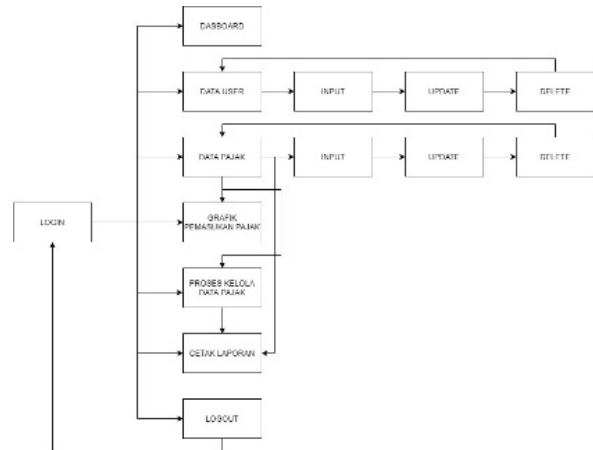 DASBOARD
DATA USER
INPUT
UPDATE
DELETE
DATA PAJAK
INPUT
UPDATE
DELETE
LOGIN
GRAFIK
PEMASUKAN PAJAK
PROSES KELOLA
DATA PAJAK
CETAK LAPORAN
LOGOUT